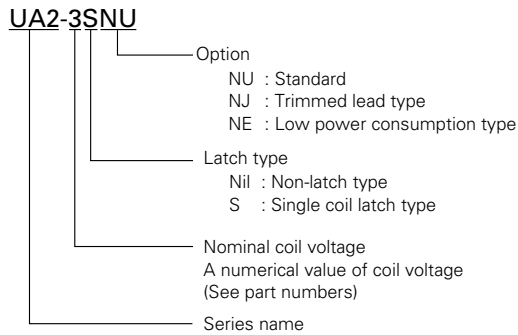 UA2-3SNU
Option
NU : Standard
NJ : Trimmed lead type
NE : Low power consumption type
Latch type
Nil : Non-latch type
S : Single coil latch type
Nominal coil voltage
A numerical value of coil voltage
(See part numbers)
Series name